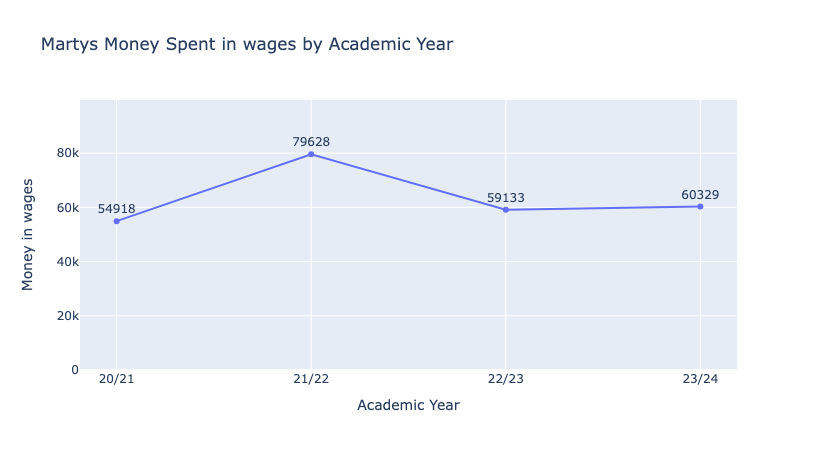 Martys Money Spent in wages by Academic Year
Money in wages
80k
60k
40k
20k
0
54918
79628
59133
60329
20/21
21/22
22/23
23/24
Academic Year